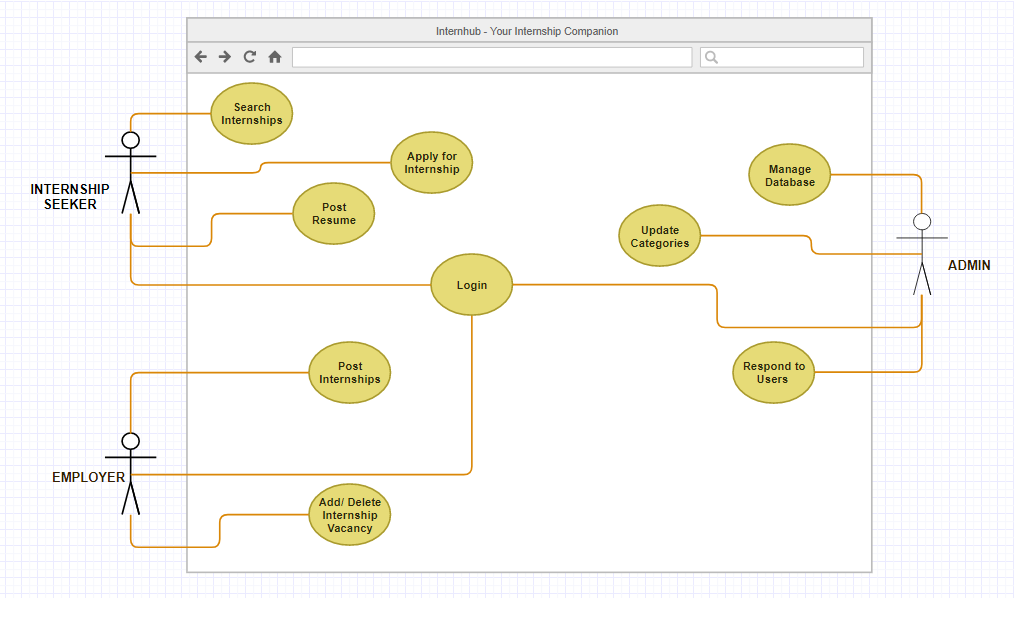 Internhub - Your Internship Companion
Search
Internships
Apply for
Internship
Manage
Database
INTERNSHIP
SEEKER
Post
Resume
Update
Categories
ADMIN
Login
Post
Internships
Respond to
Users
EMPLOYER
Add/ Delete
Internship
Vacancy